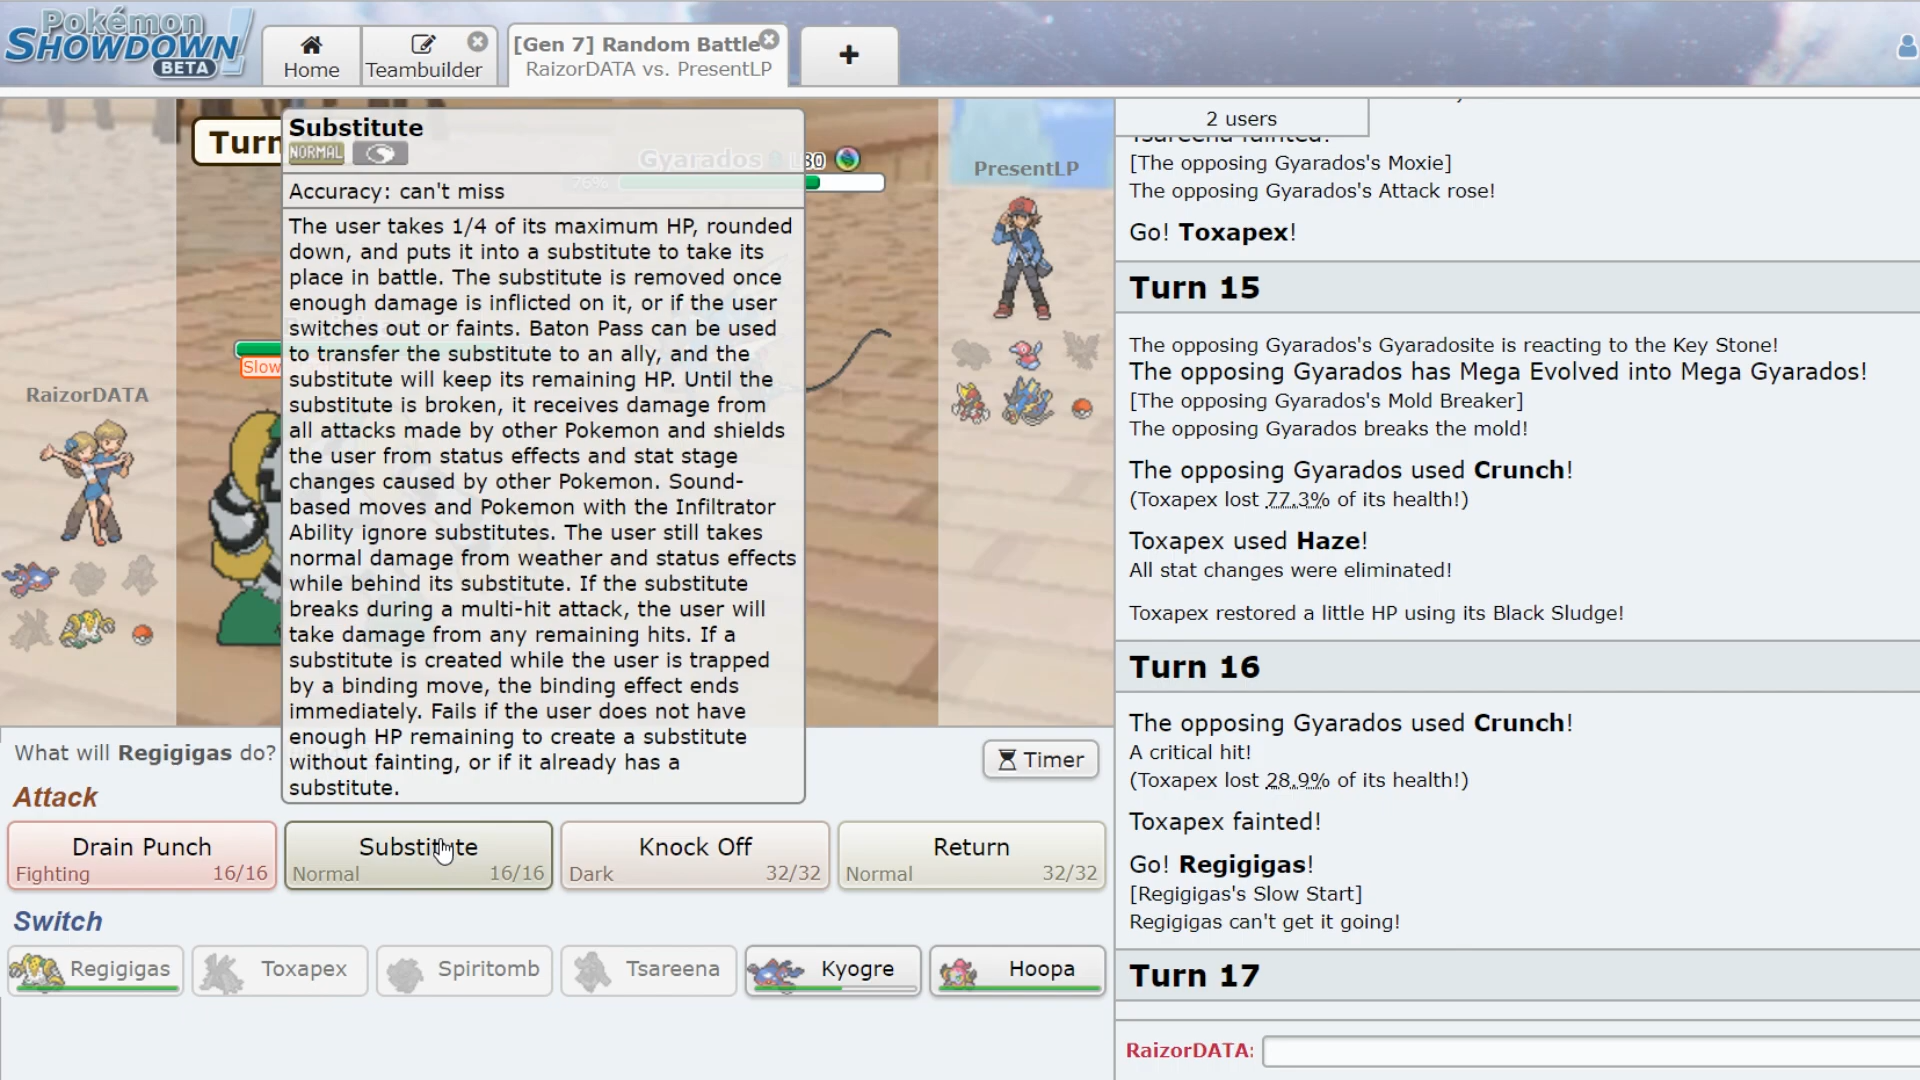 Pokémon
SHOWDOWN!
BETA
Home
Teambuilder
[Gen 7] Random Battle
RaizorDATA vs. PresentLP
+
Turn
Substitute
NORMAL
Accuracy: can't miss
The user takes 1/4 of its maximum HP, rounded
down, and puts it into a substitute to take its
place in battle. The substitute is removed once
enough damage is inflicted on it, or if the user
switches out or faints. Baton Pass can be used
to transfer the substitute to an ally, and the
substitute will keep its remaining HP. Until the
substitute is broken, it receives damage from
all attacks made by other Pokemon and shields
the user from status effects and stat stage
changes caused by other Pokemon. Sound-
based moves and Pokemon with the Infiltrator
Ability ignore substitutes. The user still takes
normal damage from weather and status effects
while behind its substitute. If the substitute
breaks during a multi-hit attack, the user will
take damage from any remaining hits. If a
substitute is created while the user is trapped
by a binding move, the binding effect ends
immediately. Fails if the user does not have
enough HP remaining to create a substitute
without fainting, or if it already has a
substitute.
Gyarados L80
76%
Slow
RaizorDATA
PresentLP
What will Regigigas do?
Timer
Attack
Drain Punch
Fighting 16/16
Substitute
Normal 16/16
Knock Off
Dark 32/32
Return
Normal 32/32
Switch
Regigigas
Toxapex
Spiritomb
Tsareena
Kyogre
Hoopa
2 users
Tsareena fainted!
[The opposing Gyarados's Moxie]
The opposing Gyarados's Attack rose!
Go! Toxapex!
Turn 15
The opposing Gyarados's Gyaradosite is reacting to the Key Stone!
The opposing Gyarados has Mega Evolved into Mega Gyarados!
[The opposing Gyarados's Mold Breaker]
The opposing Gyarados breaks the mold!
The opposing Gyarados used Crunch!
(Toxapex lost 77.3% of its health!)
Toxapex used Haze!
All stat changes were eliminated!
Toxapex restored a little HP using its Black Sludge!
Turn 16
The opposing Gyarados used Crunch!
A critical hit!
(Toxapex lost 28.9% of its health!)
Toxapex fainted!
Go! Regigigas!
[Regigigas's Slow Start]
Regigigas can't get it going!
Turn 17
RaizorDATA: